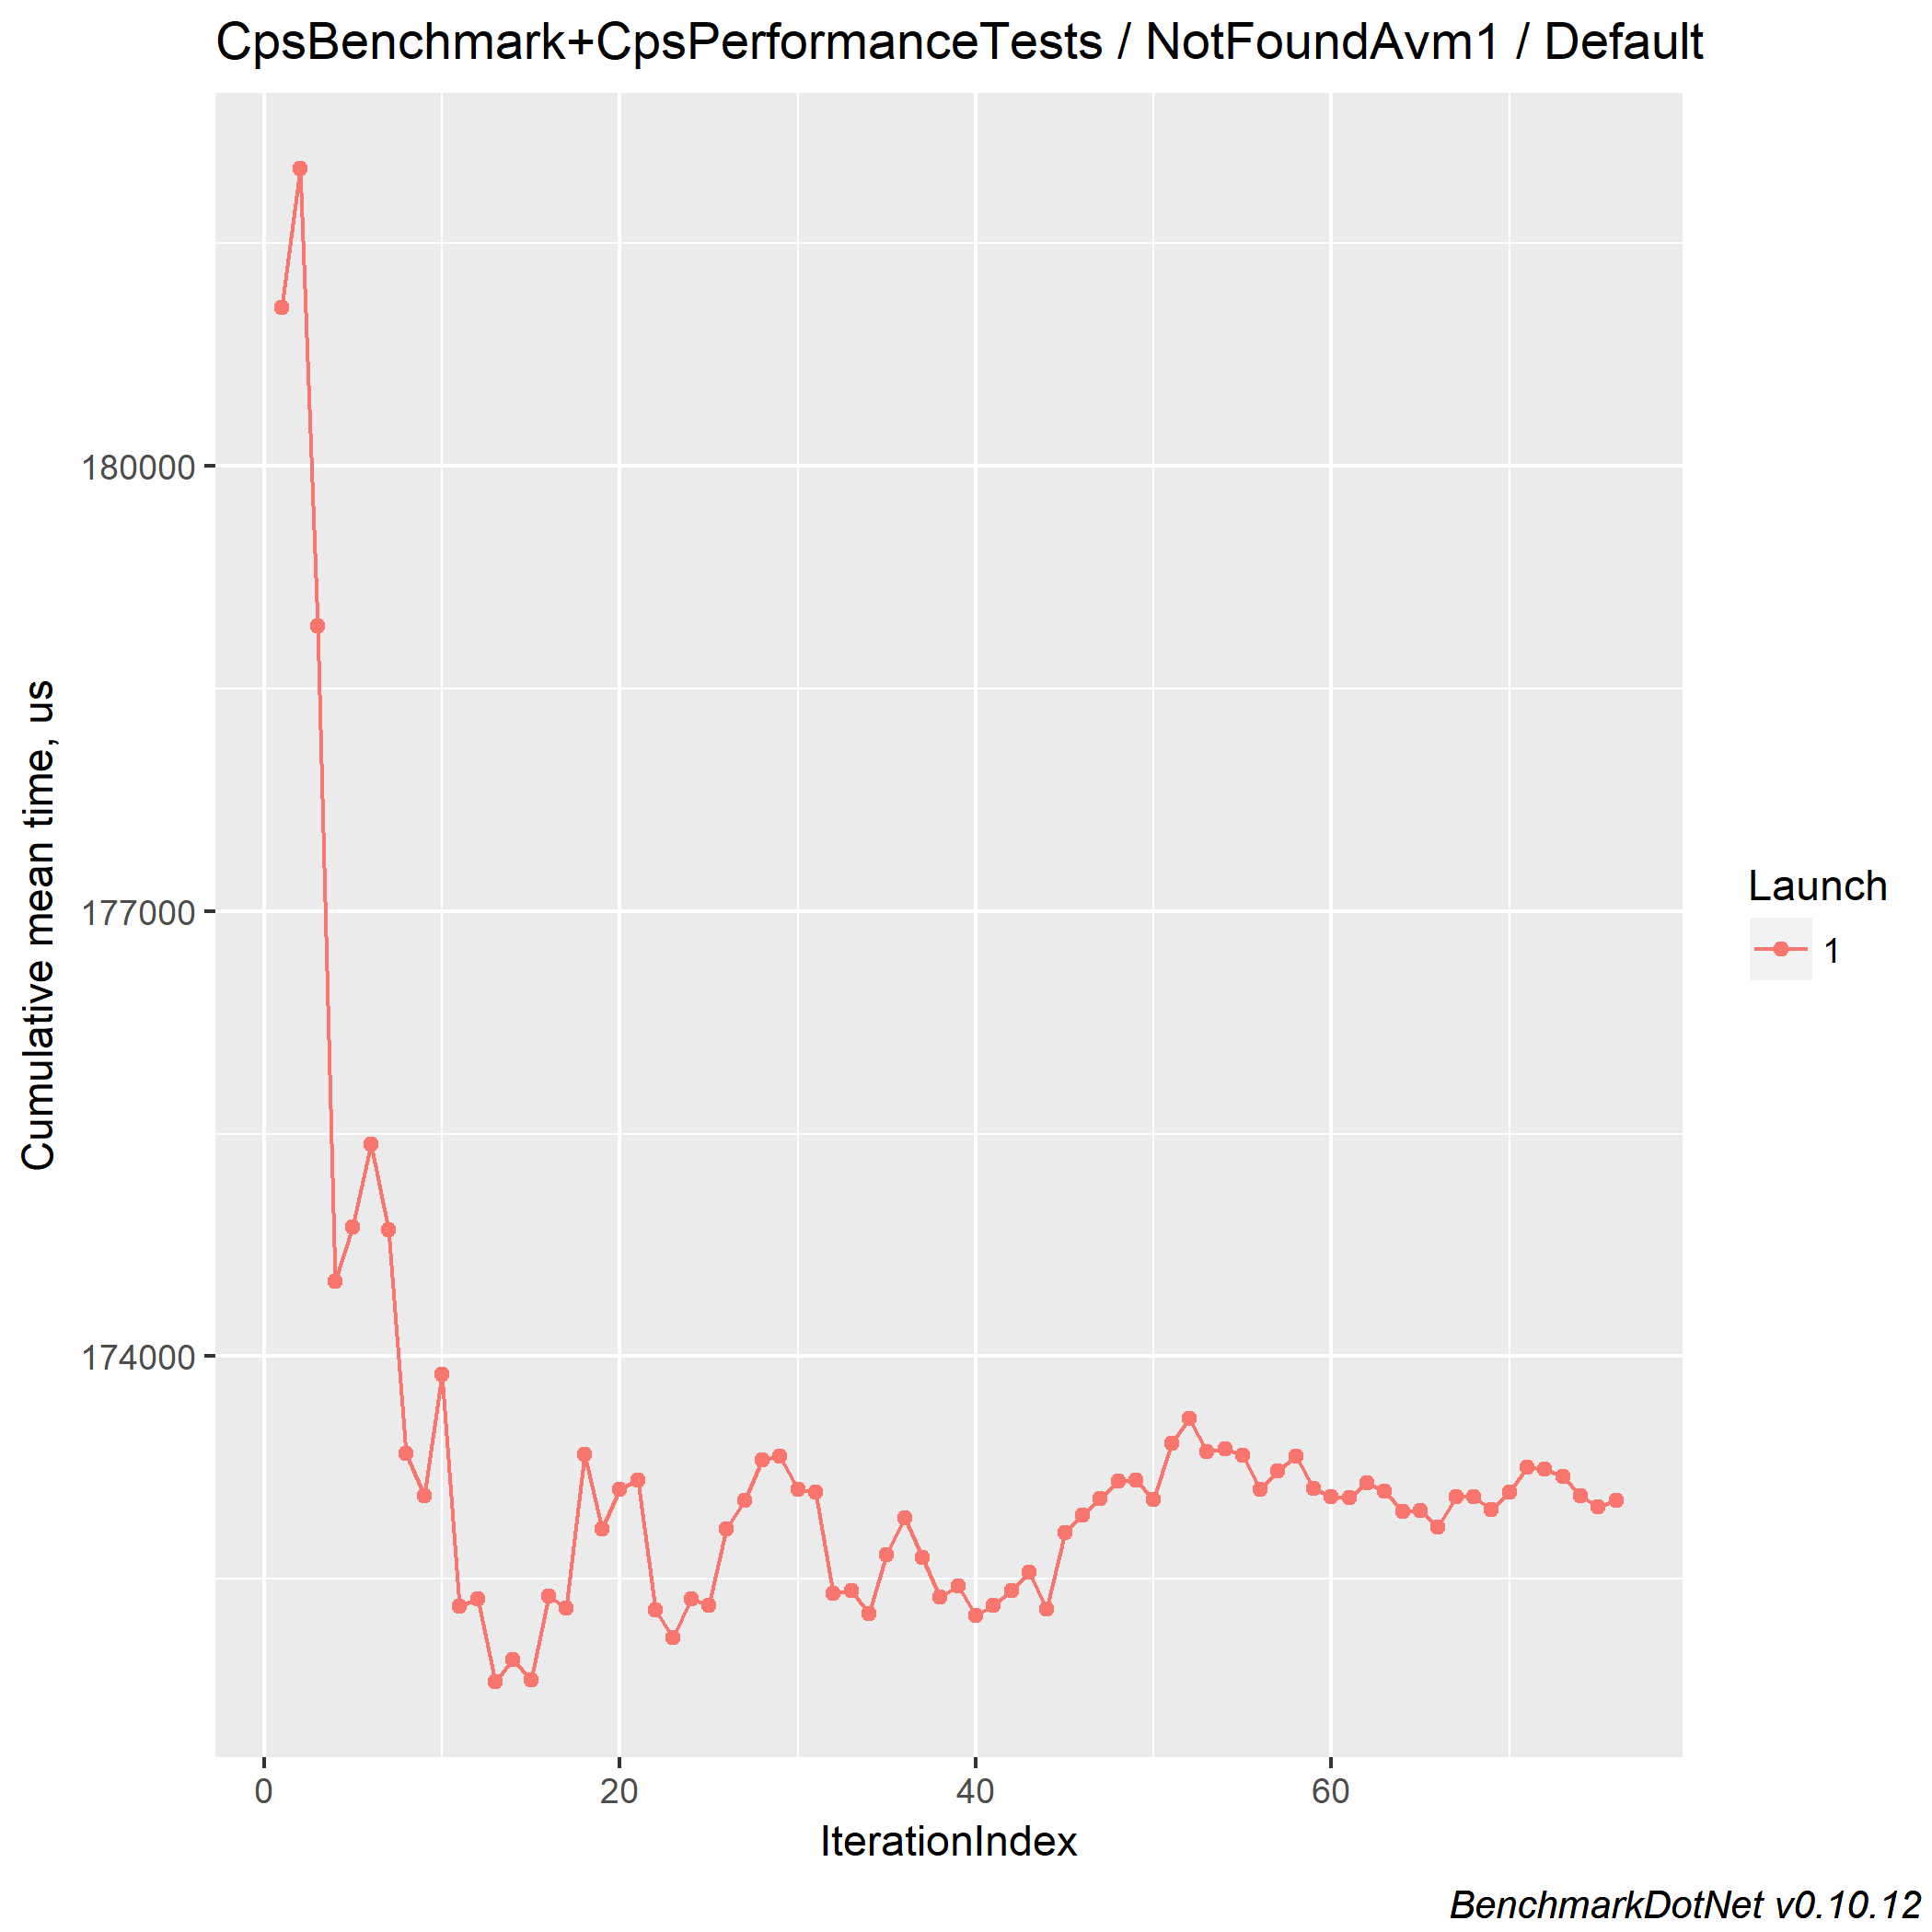 CpsBenchmark+CpsPerformanceTests / NotFoundAvm1 / Default
Cumulative mean time, us
180000
177000
174000
0 20 40 60
IterationIndex
Launch
1
BenchmarkDotNet v0.10.12